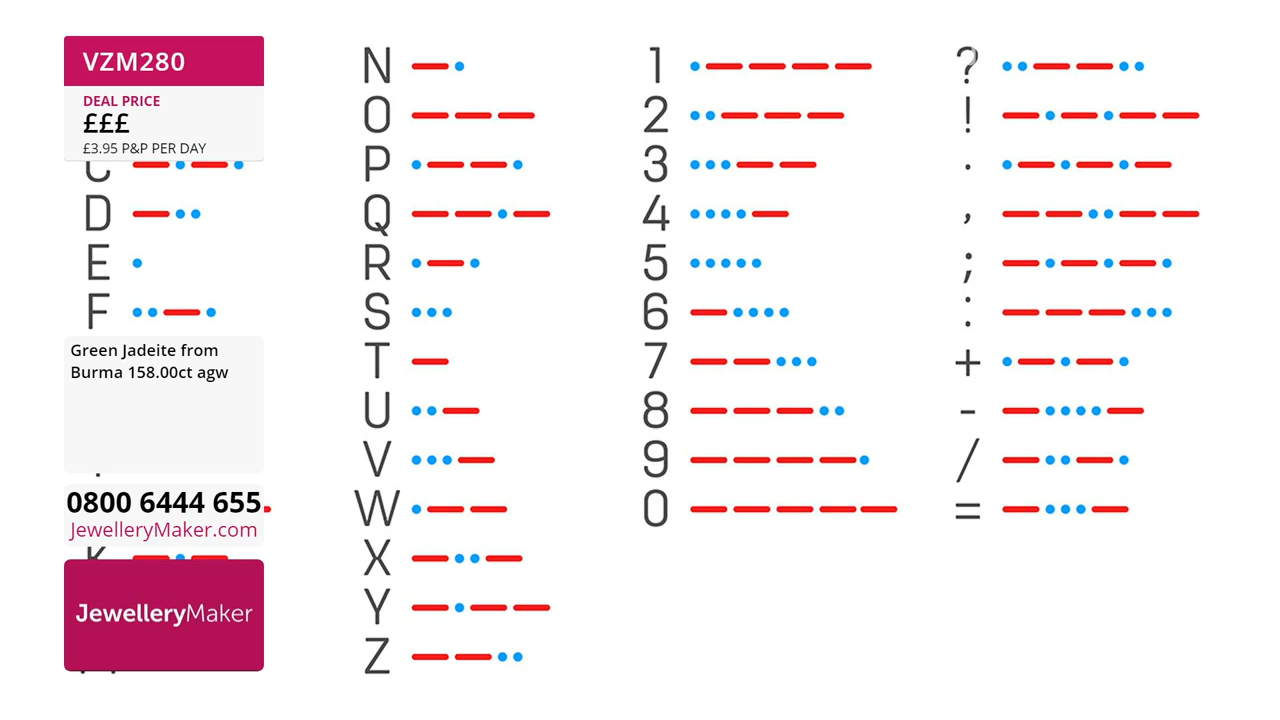 VZM280
DEAL PRICE
£££
£3.95 P&P PER DAY
C
D
E
F
Green Jadeite from
Burma 158.00ct agw
0800 6444 655
JewelleryMaker.com
K
JewelleryMaker
N
O
P
Q
R
S
T
U
V
W
X
Y
Z
1
2
3
4
5
6
7
8
9
0
?
!
.
,
;
:
+
-
/
=